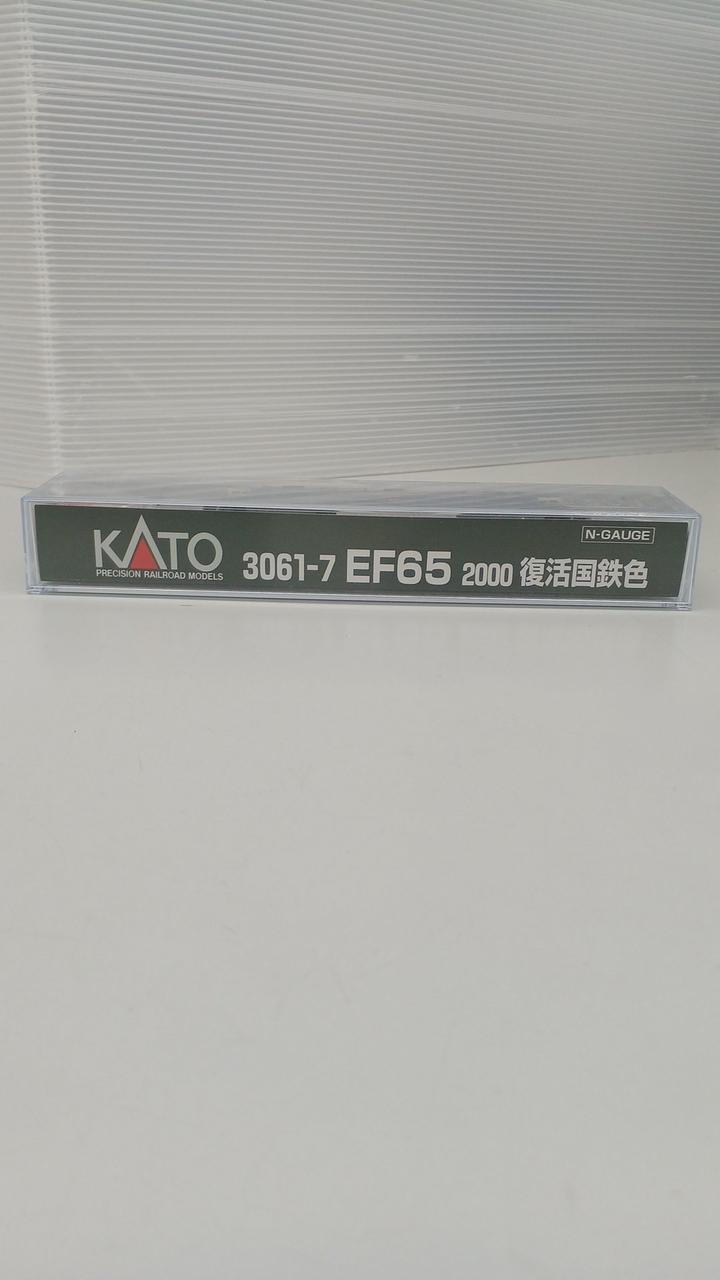 N-GAUGE
KATO
PRECISION RAILROAD MODELS
3061-7 EF65 2000 復活国鉄色